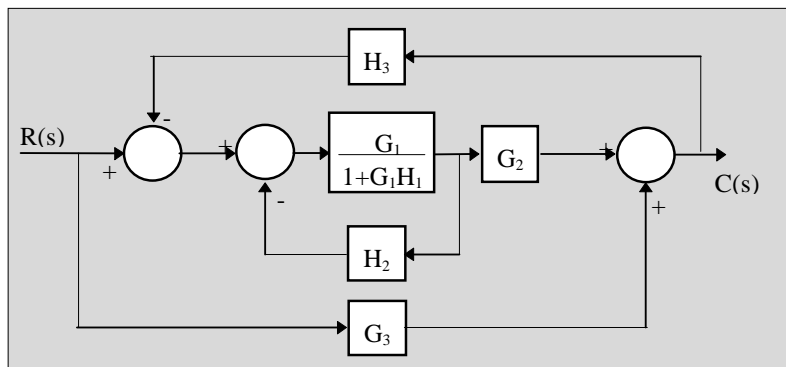 H₃
-
R(s)
+
+
G₁
1+G₁H₁
G₂
+
C(s)
-
+
H₂
G₃